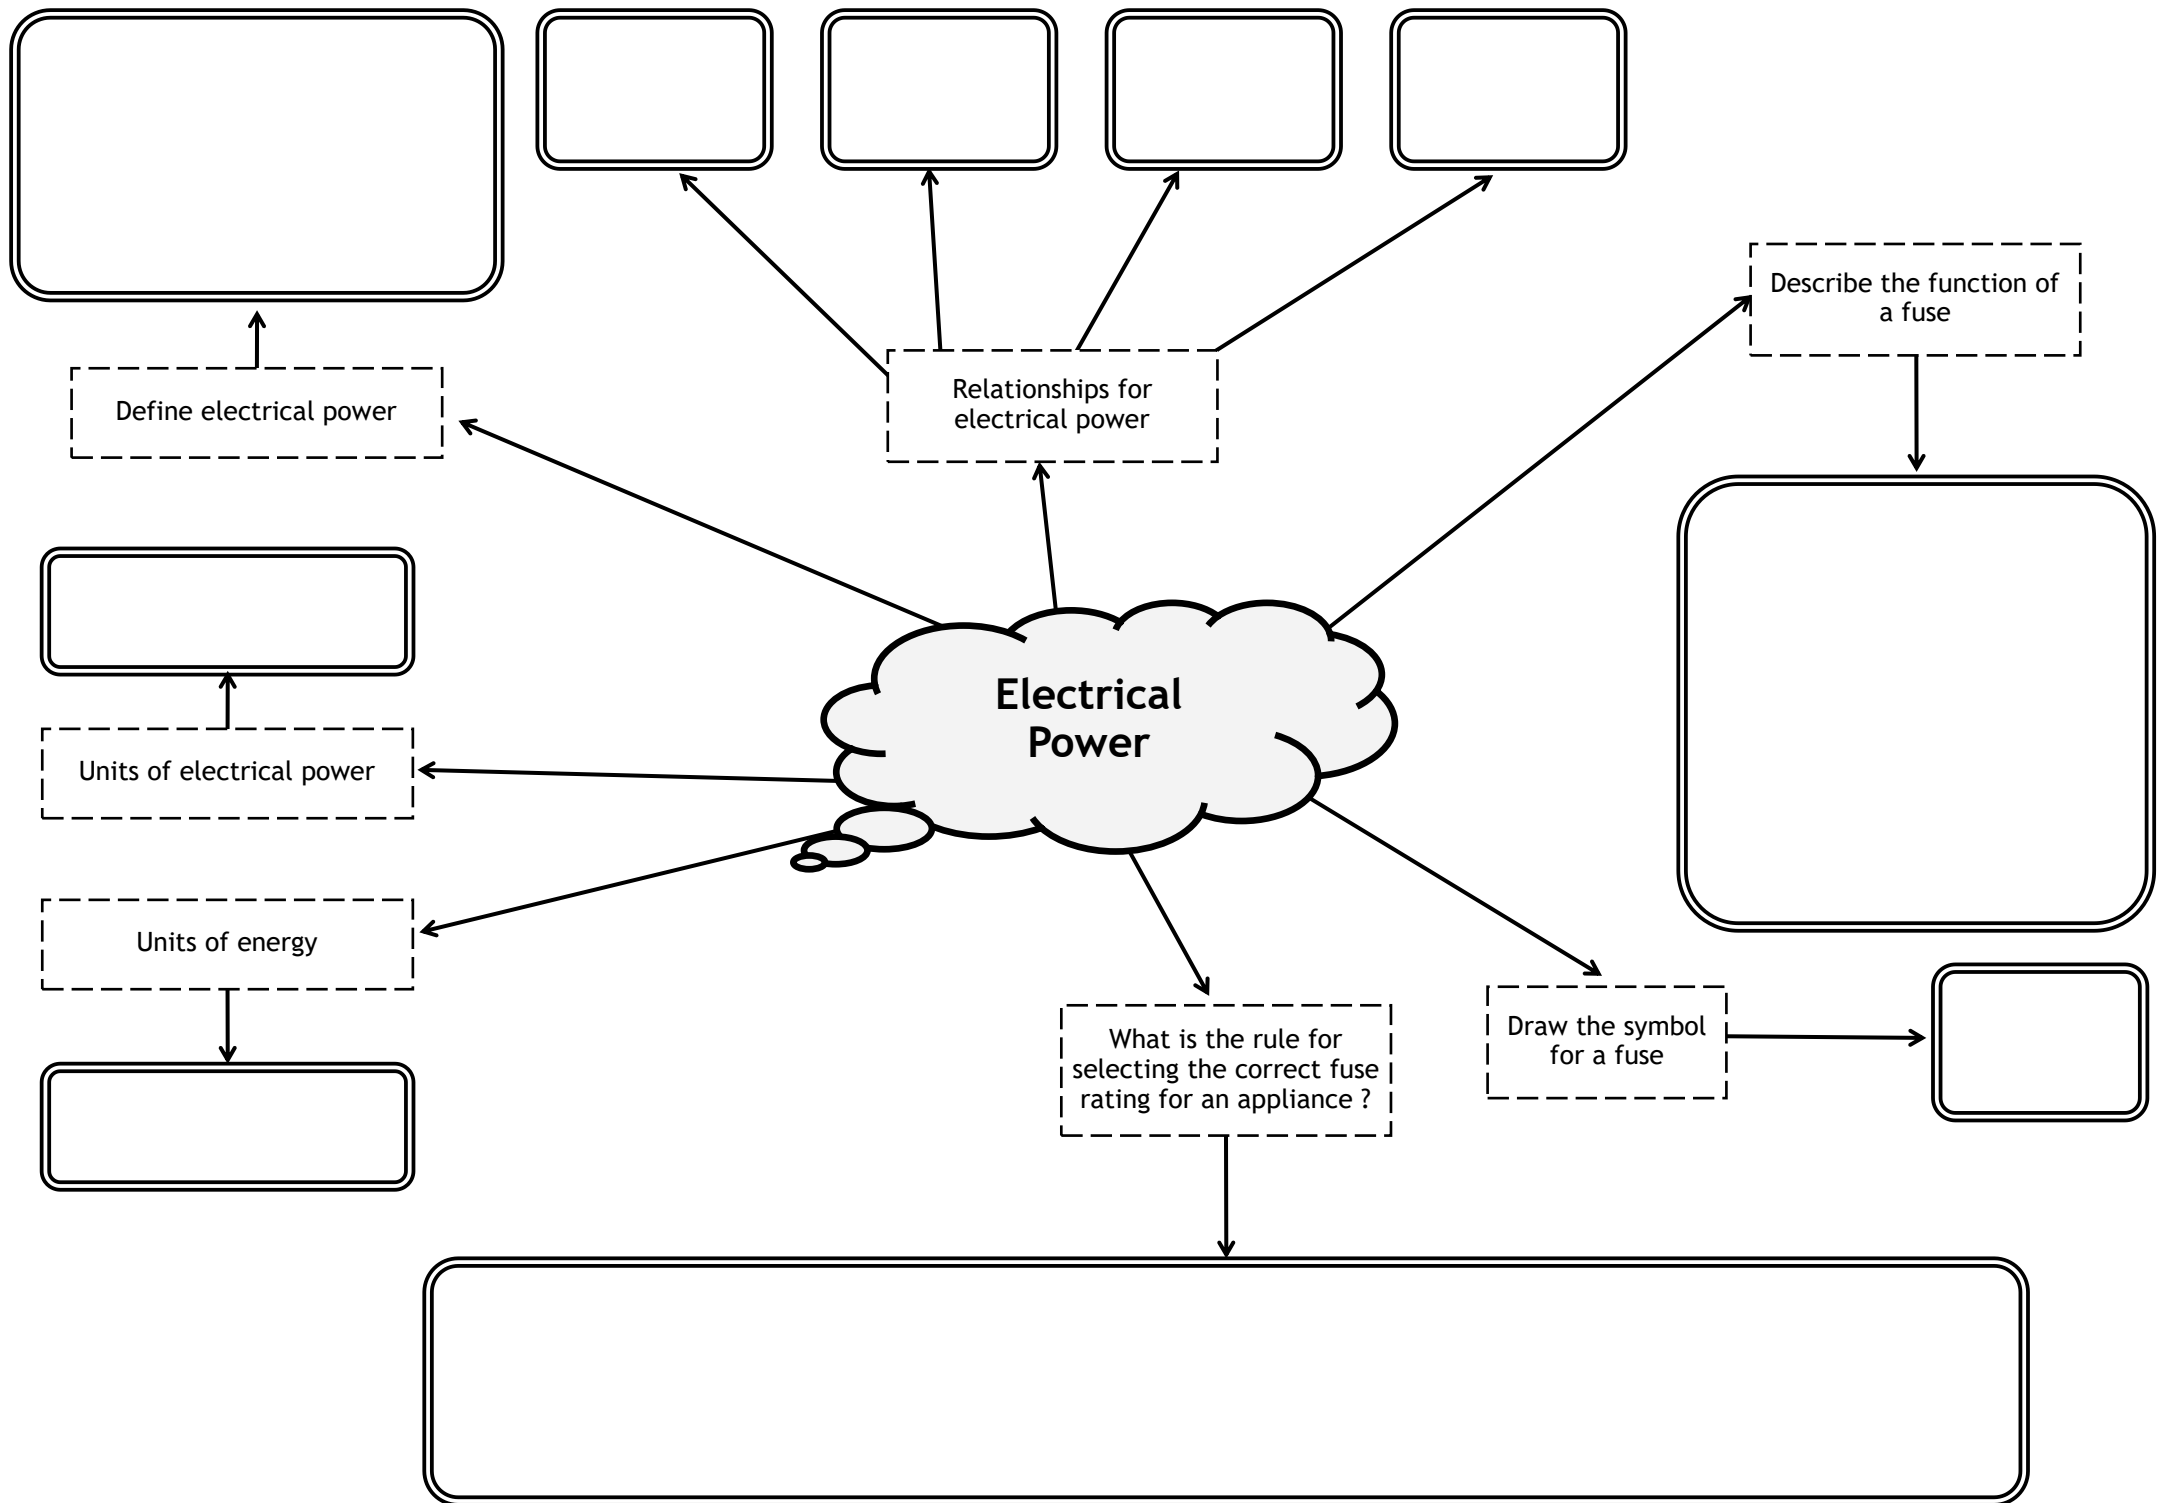 Describe the function of
a fuse
Relationships for
electrical power
Define electrical power
Electrical
Power
Units of electrical power
Units of energy
What is the rule for
selecting the correct fuse
rating for an appliance ?
Draw the symbol
for a fuse